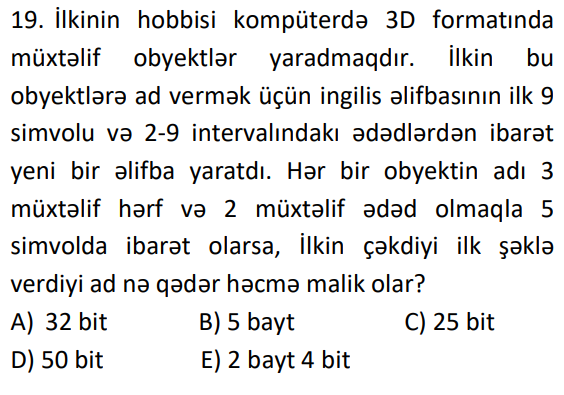 19. İlkinin hobbisi kompüterdə 3D formatında
müxtəlif obyektlər yaradmaqdır. İlkin bu
obyektlərə ad vermək üçün ingilis əlifbasının ilk 9
simvolu və 2-9 intervalındakı ədədlərdən ibarət
yeni bir əlifba yaratdı. Hər bir obyektin adı 3
müxtəlif hərf və 2 müxtəlif ədəd olmaqla 5
simvolda ibarət olarsa, İlkin çəkdiyi ilk şəklə
verdiyi ad nə qədər həcmə malik olar?
A) 32 bit B) 5 bayt C) 25 bit
D) 50 bit E) 2 bayt 4 bit